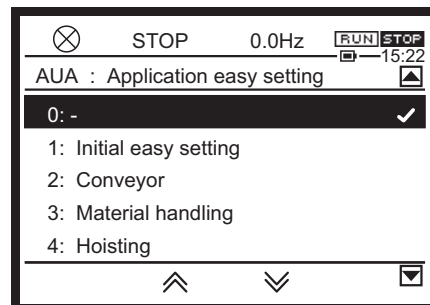 STOP 0.0Hz RUN STOP
15:22
AUA : Application easy setting
0: -
1: Initial easy setting
2: Conveyor
3: Material handling
4: Hoisting